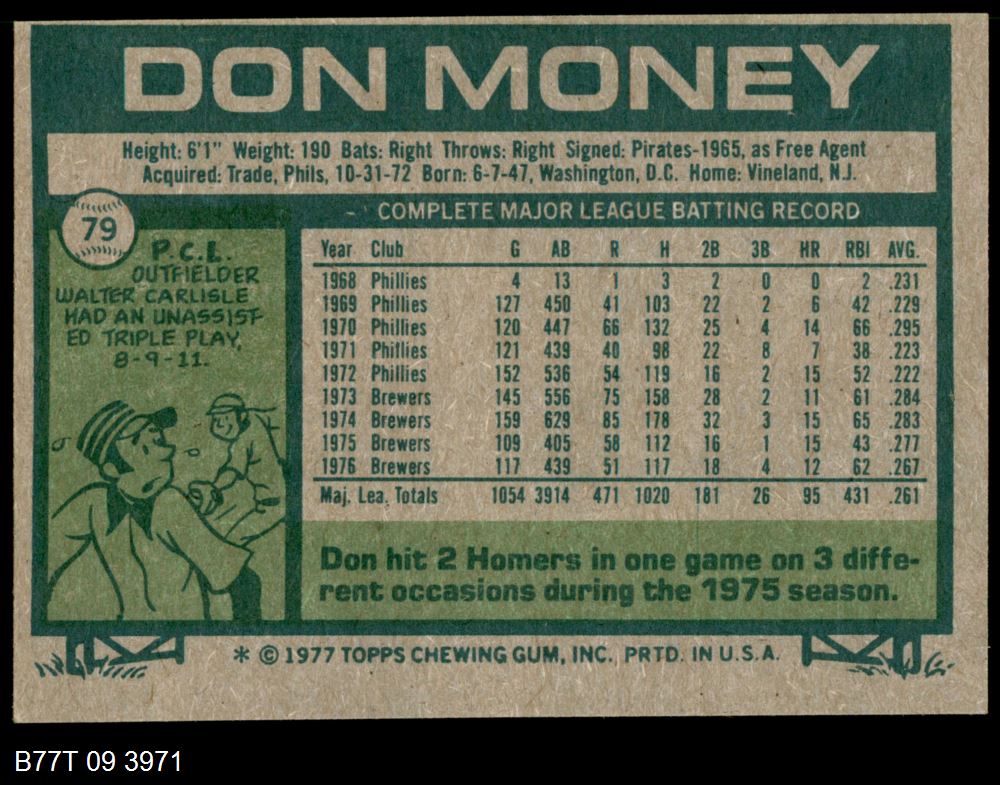 DON MONEY
Height: 6'1" Weight: 190 Bats: Right Throws: Right Signed: Pirates-1965, as Free Agent
Acquired: Trade, Phils, 10-31-72 Born: 6-7-47, Washington, D.C. Home: Vineland, N.J.
79
P.C.L.
OUTFIELDER
WALTER CARLISLE
HAD AN UNASSIST-
ED TRIPLE PLAY,
8-9-11.
COMPLETE MAJOR LEAGUE BATTING RECORD
Year Club G AB R H 2B 3B HR RBI AVG.
1968 Phillies 4 13 1 3 2 0 0 2 .231
1969 Phillies 127 450 41 103 22 2 6 42 .229
1970 Phillies 120 447 66 132 25 4 14 66 .295
1971 Phillies 121 439 40 98 22 8 7 38 .223
1972 Phillies 152 536 54 119 16 2 15 52 .222
1973 Brewers 145 556 75 158 28 2 11 61 .284
1974 Brewers 159 629 85 178 32 3 15 65 .283
1975 Brewers 109 405 58 112 16 1 15 43 .277
1976 Brewers 117 439 51 117 18 4 12 62 .267
Maj. Lea. Totals 1054 3914 471 1020 181 26 95 431 .261
Don hit 2 Homers in one game on 3 diffe-
rent occasions during the 1975 season.
* © 1977 TOPPS CHEWING GUM, INC. PRTD. IN U.S.A.
B77T 09 3971